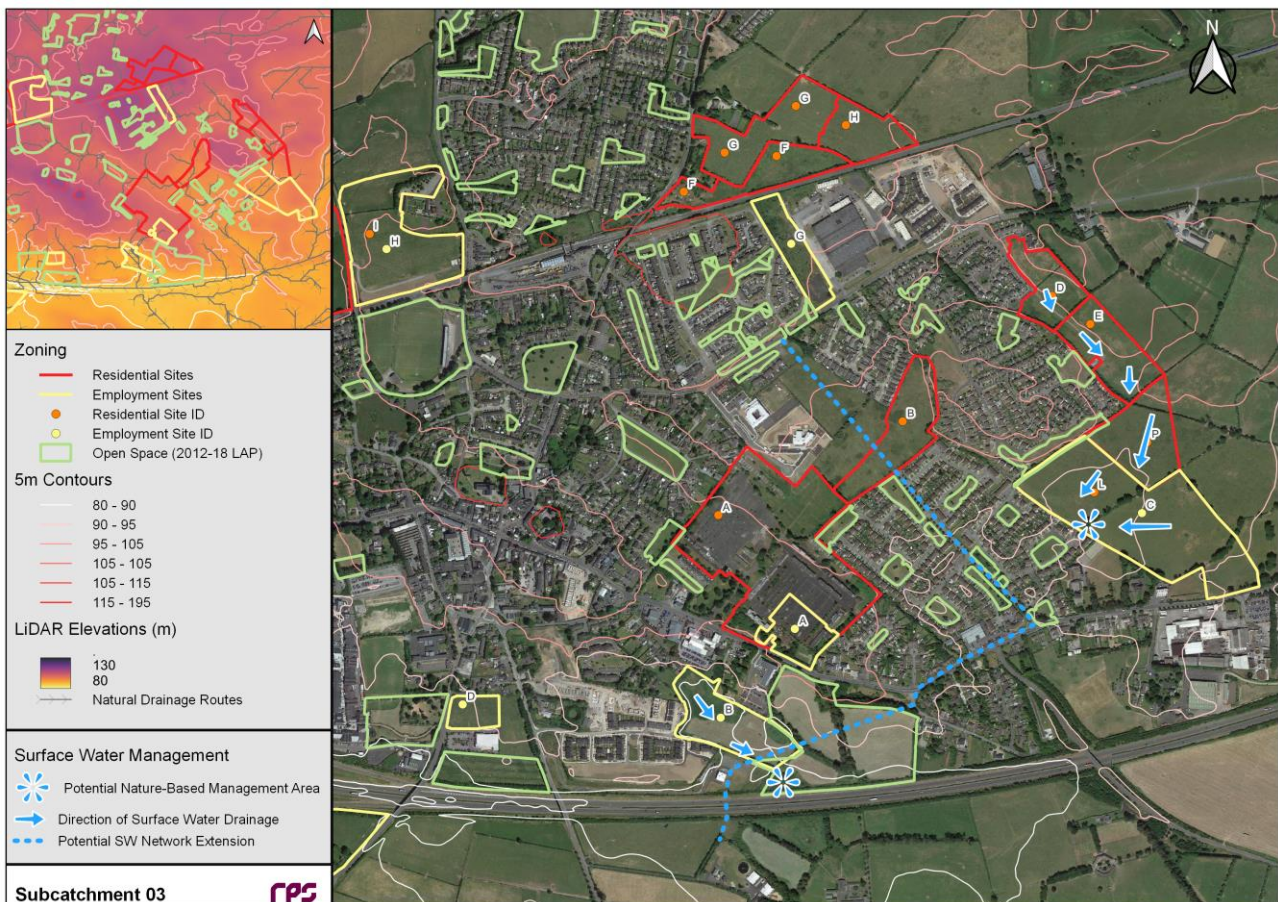 Zoning
Residential Sites
Employment Sites
Residential Site ID
Employment Site ID
Open Space (2012-18 LAP)
5m Contours
80 - 90
90 - 95
95 - 105
105 - 105
105 - 115
115 - 195
LiDAR Elevations (m)
130
80
Natural Drainage Routes
Surface Water Management
Potential Nature-Based Management Area
Direction of Surface Water Drainage
Potential SW Network Extension
Subcatchment 03
rps
N
G
H
G
F
F
I
H
G
D
E
B
P
L
C
A
A
D
B